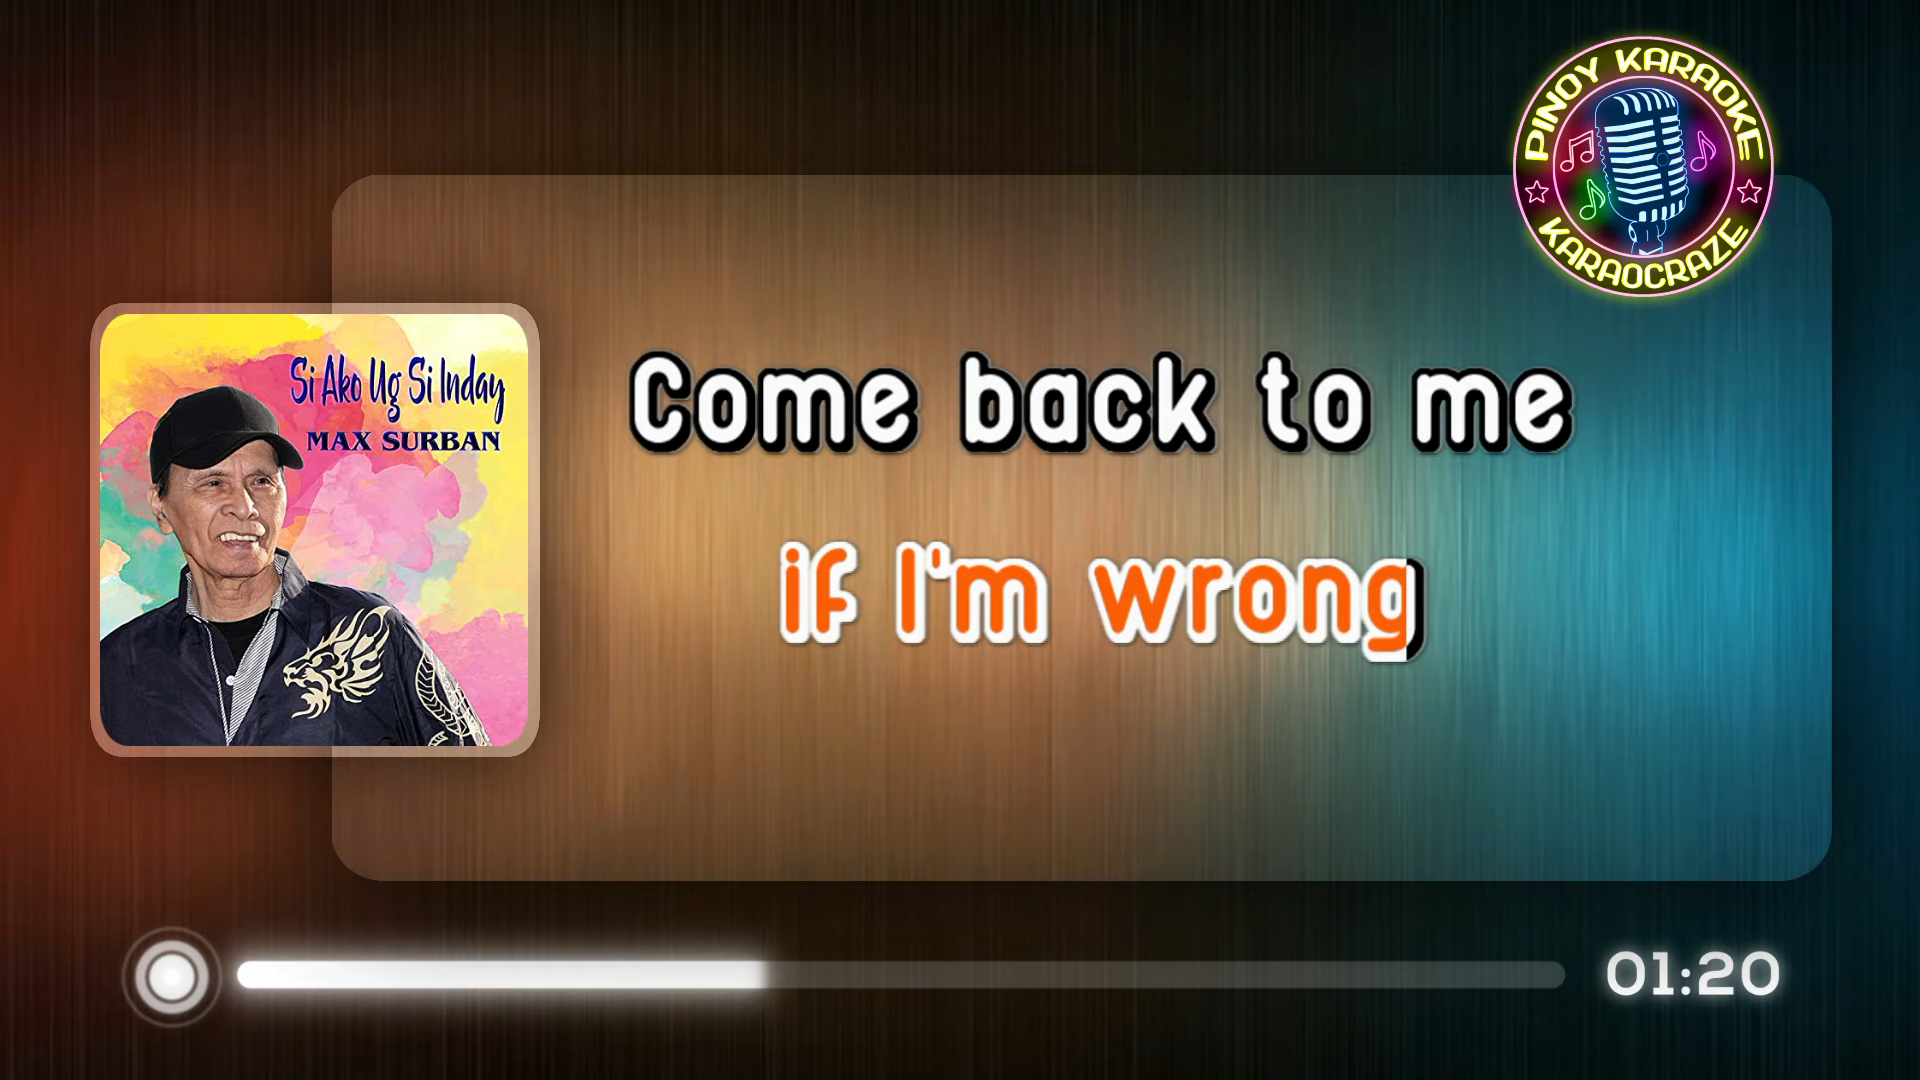 PINOY KARAOKE
KARAOCRAZE
Si Ako Ug Si Inday
MAX SURBAN
Come back to me
if I'm wrong
01:20